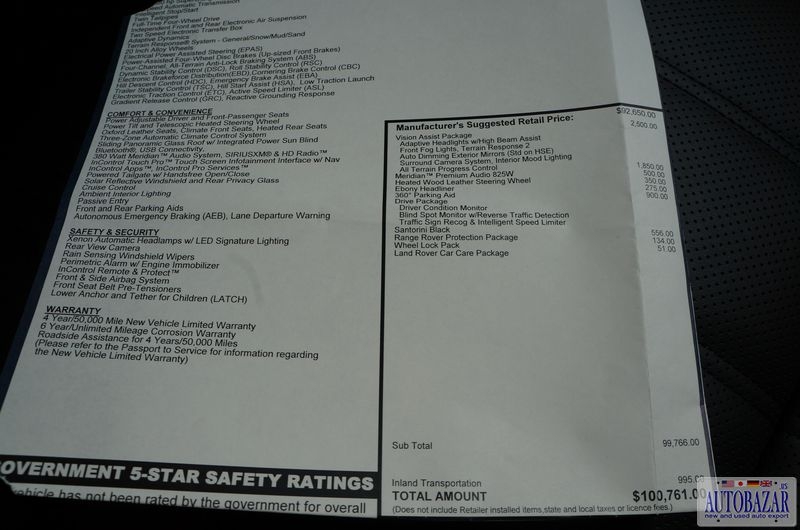 Speed Automatic Transmission
Intelligent Stop/Start
Twin Tailpipes
Full-Time Four-Wheel Drive
Independent Front and Rear Electronic Air Suspension
Two Speed Electronic Transfer Box
Adaptive Dynamics
Terrain Response® System - General/Snow/Mud/Sand
20 Inch Alloy Wheels
Electrical Power Assisted Steering (EPAS)
Power-Assisted Four-Wheel Disc Brakes (Up-sized Front Brakes)
Four-Channel, All-Terrain Anti-Lock Braking System (ABS)
Dynamic Stability Control (DSC), Roll Stability Control (RSC)
Electronic Brakeforce Distribution(EBD),Cornering Brake Control (CBC)
Hill Descent Control (HDC), Emergency Brake Assist (EBA)
Trailer Stability Control (TSC), Hill Start Assist (HSA), Low Traction Launch
Electronic Traction Control (ETC), Active Speed Limiter (ASL)
Gradient Release Control (GRC), Reactive Grounding Response
COMFORT & CONVENIENCE
Power Adjustable Driver and Front-Passenger Seats
Power Tilt and Telescopic Heated Steering Wheel
Oxford Leather Seats, Climate Front Seats, Heated Rear Seats
Three-Zone Automatic Climate Control System
Sliding Panoramic Glass Roof w/ Integrated Power Sun Blind
Bluetooth®, USB Connectivity,
380 Watt Meridian™ Audio System, SIRIUSXM® & HD Radio™
InControl Touch Pro™ Touch Screen Infotainment Interface w/ Nav
InControl Apps™, InControl Pro Services™
Powered Tailgate w/ Handsfree Open/Close
Solar Reflective Windshield and Rear Privacy Glass
Cruise Control
Ambient Interior Lighting
Passive Entry
Front and Rear Parking Aids
Autonomous Emergency Braking (AEB), Lane Departure Warning
SAFETY & SECURITY
Xenon Automatic Headlamps w/ LED Signature Lighting
Rear View Camera
Rain Sensing Windshield Wipers
Perimetric Alarm w/ Engine Immobilizer
InControl Remote & Protect™
Front & Side Airbag System
Front Seat Belt Pre-Tensioners
Lower Anchor and Tether for Children (LATCH)
WARRANTY
4 Year/50,000 Mile New Vehicle Limited Warranty
6 Year/Unlimited Mileage Corrosion Warranty
Roadside Assistance for 4 Years/50,000 Miles
(Please refer to the Passport to Service for information regarding
the New Vehicle Limited Warranty)
OVERNMENT 5-STAR SAFETY RATINGS
vehicle has not been rated by the government for overall
Manufacturer's Suggested Retail Price: $92,650.00
Vision Assist Package 2,500.00
Adaptive Headlights w/High Beam Assist
Front Fog Lights, Terrain Response 2
Auto Dimming Exterior Mirrors (Std on HSE)
Surround Camera System, Interior Mood Lighting
All Terrain Progress Control
Meridian™ Premium Audio 825W 1,850.00
Heated Wood Leather Steering Wheel 500.00
Ebony Headliner 350.00
360° Parking Aid 275.00
Drive Package 900.00
Driver Condition Monitor
Blind Spot Monitor w/Reverse Traffic Detection
Traffic Sign Recog & Intelligent Speed Limiter
Santorini Black
Range Rover Protection Package 556.00
Wheel Lock Pack 134.00
Land Rover Car Care Package 51.00
Sub Total 99,766.00
Inland Transportation 995.00
TOTAL AMOUNT $100,761.00
(Does not include Retailer installed items,state and local taxes or licence fees.)
AUTOBAZAR.US
new and used auto export